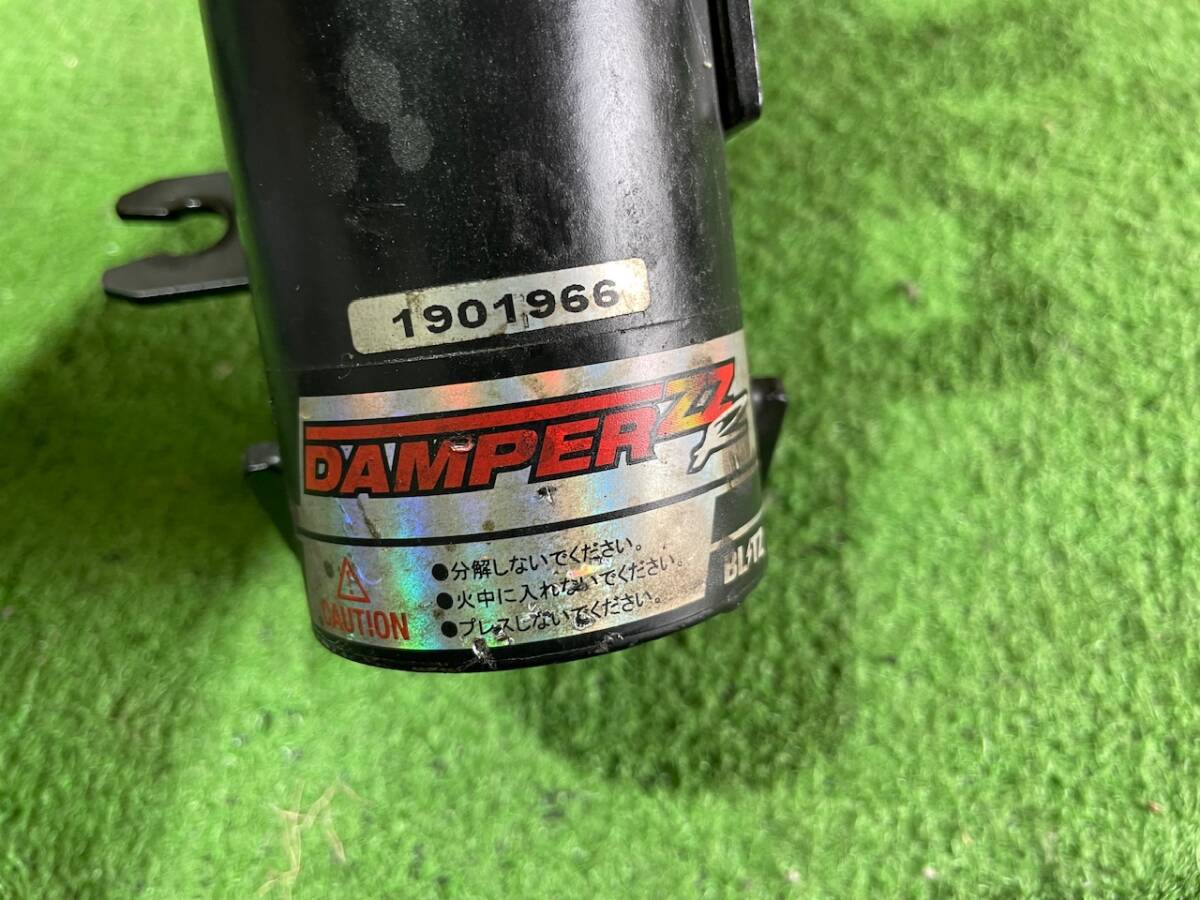 1901966
DAMPER ZZ R
BLITZ
CAUTION
●分解しないでください。
●火中に入れないでください。
●プレスしないでください。